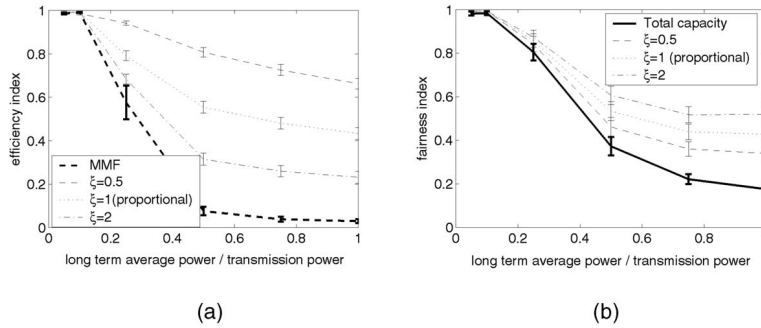 1
0.8
0.6
0.4
0.2
0
efficiency index
MMF
ξ=0.5
ξ=1(proportional)
ξ=2
0 0.2 0.4 0.6 0.8 1
long term average power / transmission power
(a)
1
0.8
0.6
0.4
0.2
0
fairness index
Total capacity
ξ=0.5
ξ=1 (proportional)
ξ=2
0 0.2 0.4 0.6 0.8
long term average power / transmission power
(b)